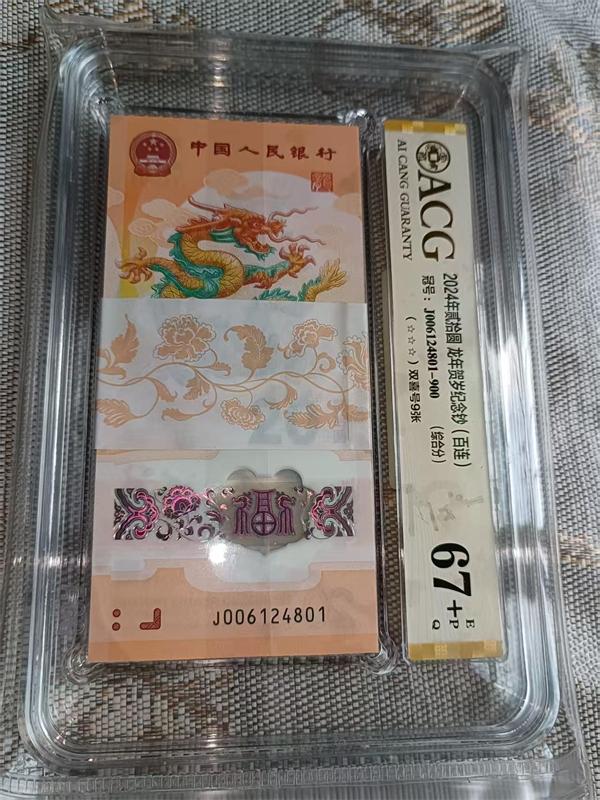 中国人民银行
J006124801
ACG
AI CANG GUARANTY
2024年贰拾圆 龙年贺岁纪念钞（百连）
冠号：J006124801-900
（☆☆☆）双喜号9张
（综合分）
67+
E
P
Q